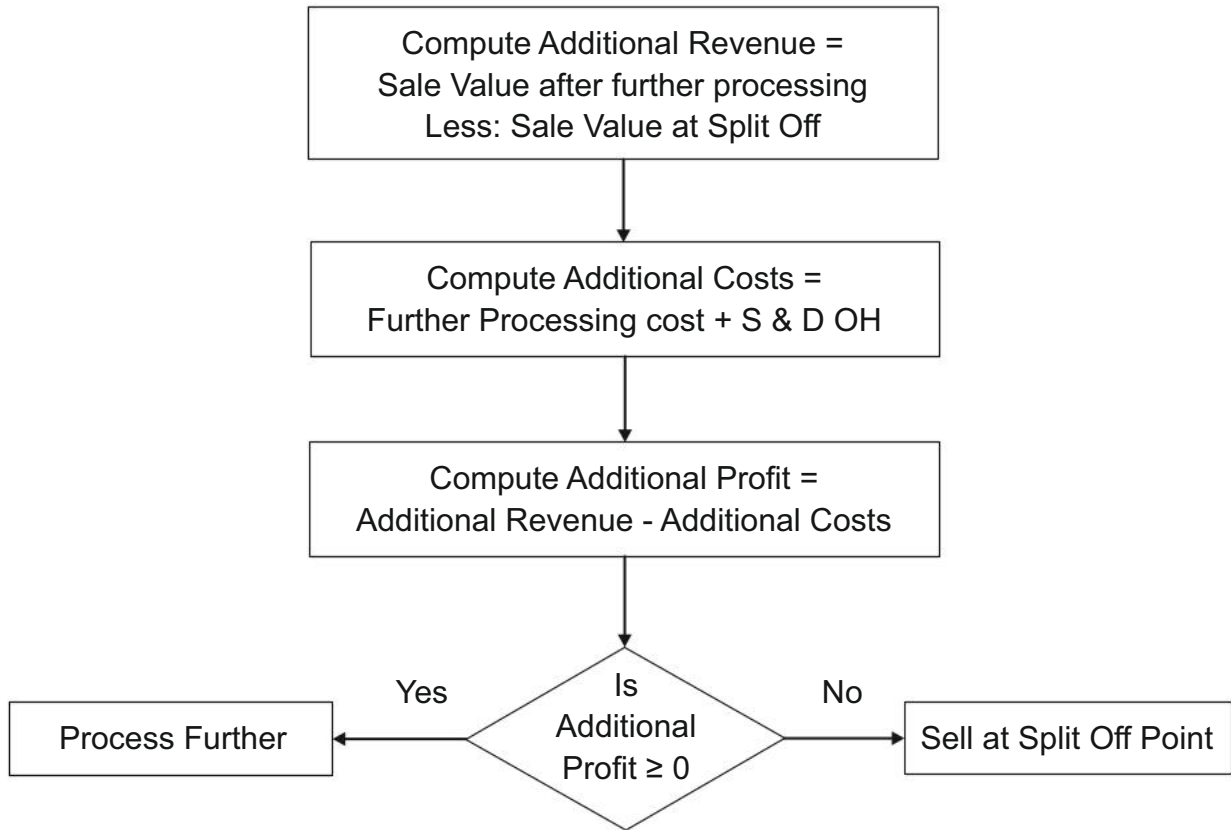 Compute Additional Revenue =
Sale Value after further processing
Less: Sale Value at Split Off
Compute Additional Costs =
Further Processing cost + S & D OH
Compute Additional Profit =
Additional Revenue - Additional Costs
Is
Additional
Profit ≥ 0
Yes
No
Process Further
Sell at Split Off Point